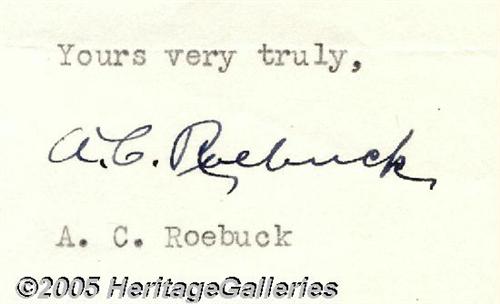 Yours very truly,
A. C. Roebuck
A. C. Roebuck
©2005 HeritageGalleries